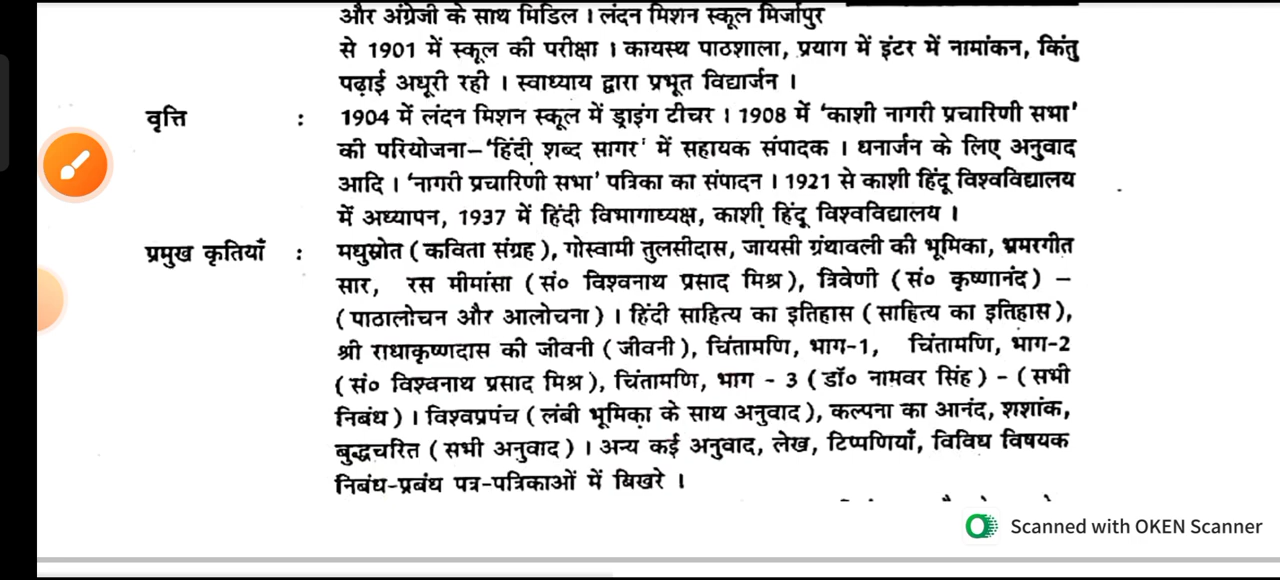 और अंग्रेजी के साथ मिडिल । लंदन मिशन स्कूल मिर्जापुर
से 1901 में स्कूल की परीक्षा । कायस्थ पाठशाला, प्रयाग में इंटर में नामांकन, किंतु
पढ़ाई अधूरी रही । स्वाध्याय द्वारा प्रभूत विद्यार्जन ।
वृत्ति : 1904 में लंदन मिशन स्कूल में ड्राइंग टीचर । 1908 में ‘काशी नागरी प्रचारिणी सभा’
की परियोजना–‘हिंदी शब्द सागर’ में सहायक संपादक । धनार्जन के लिए अनुवाद
आदि । ‘नागरी प्रचारिणी सभा’ पत्रिका का संपादन । 1921 से काशी हिंदू विश्वविद्यालय
में अध्यापन, 1937 में हिंदी विभागाध्यक्ष, काशी हिंदू विश्वविद्यालय ।
प्रमुख कृतियाँ : मधुस्रोत ( कविता संग्रह ), गोस्वामी तुलसीदास, जायसी ग्रंथावली की भूमिका, भ्रमरगीत
सार, रस मीमांसा ( सं० विश्वनाथ प्रसाद मिश्र ), त्रिवेणी ( सं० कृष्णानंद ) –
( पाठालोचन और आलोचना ) । हिंदी साहित्य का इतिहास ( साहित्य का इतिहास ),
श्री राधाकृष्णदास की जीवनी ( जीवनी ), चिंतामणि, भाग-1, चिंतामणि, भाग-2
( सं० विश्वनाथ प्रसाद मिश्र ), चिंतामणि, भाग - 3 ( डॉ० नामवर सिंह ) - ( सभी
निबंध ) । विश्वप्रपंच ( लंबी भूमिका के साथ अनुवाद ), कल्पना का आनंद, शशांक,
बुद्धचरित ( सभी अनुवाद ) । अन्य कई अनुवाद, लेख, टिप्पणियाँ, विविध विषयक
निबंध-प्रबंध पत्र-पत्रिकाओं में बिखरे ।
Scanned with OKEN Scanner